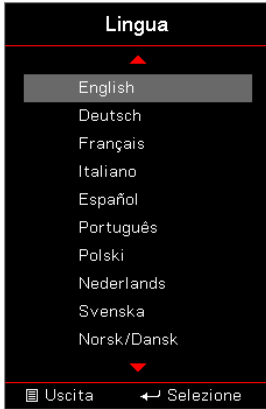 Lingua
English
Deutsch
Français
Italiano
Español
Português
Polski
Nederlands
Svenska
Norsk/Dansk
Uscita Selezione